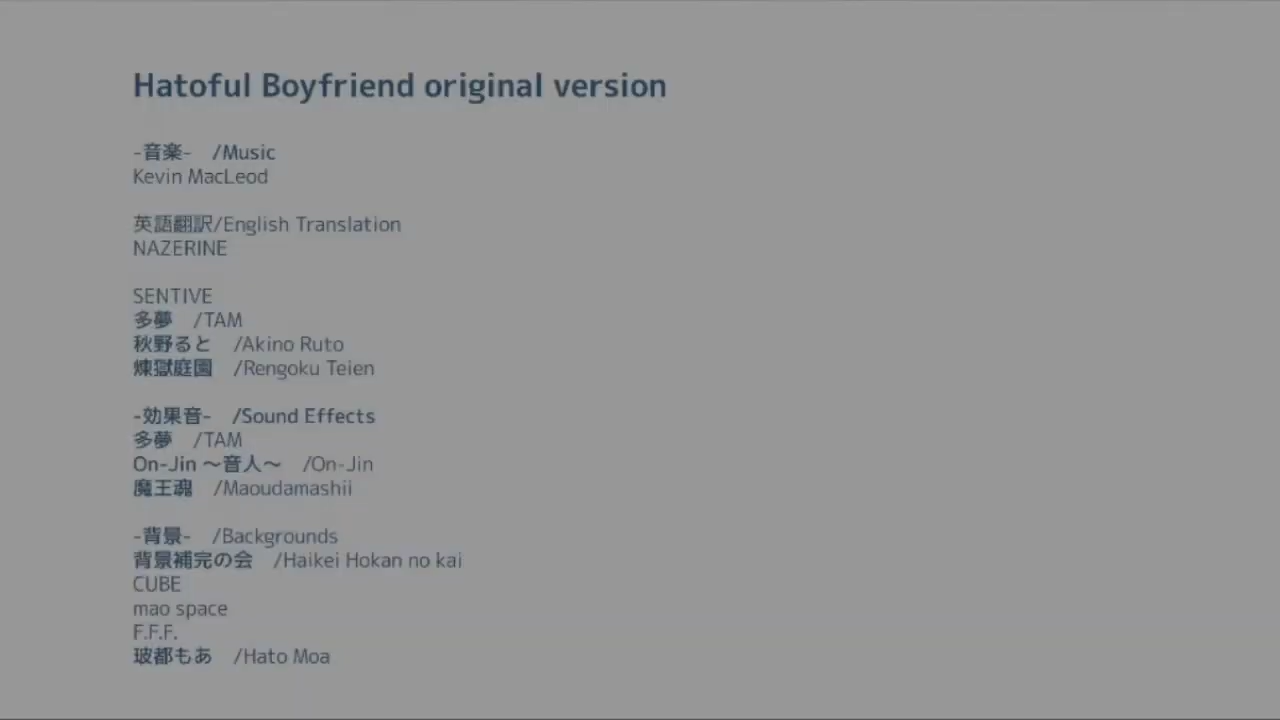 Hatoful Boyfriend original version
-音楽-　/Music
Kevin MacLeod
英語翻訳/English Translation
NAZERINE
SENTIVE
多夢　/TAM
秋野ると　/Akino Ruto
煉獄庭園　/Rengoku Teien
-効果音-　/Sound Effects
多夢　/TAM
On-Jin ～音人～　/On-Jin
魔王魂　/Maoudamashii
-背景-　/Backgrounds
背景補完の会　/Haikei Hokan no kai
CUBE
mao space
F.F.F.
玻都もあ　/Hato Moa